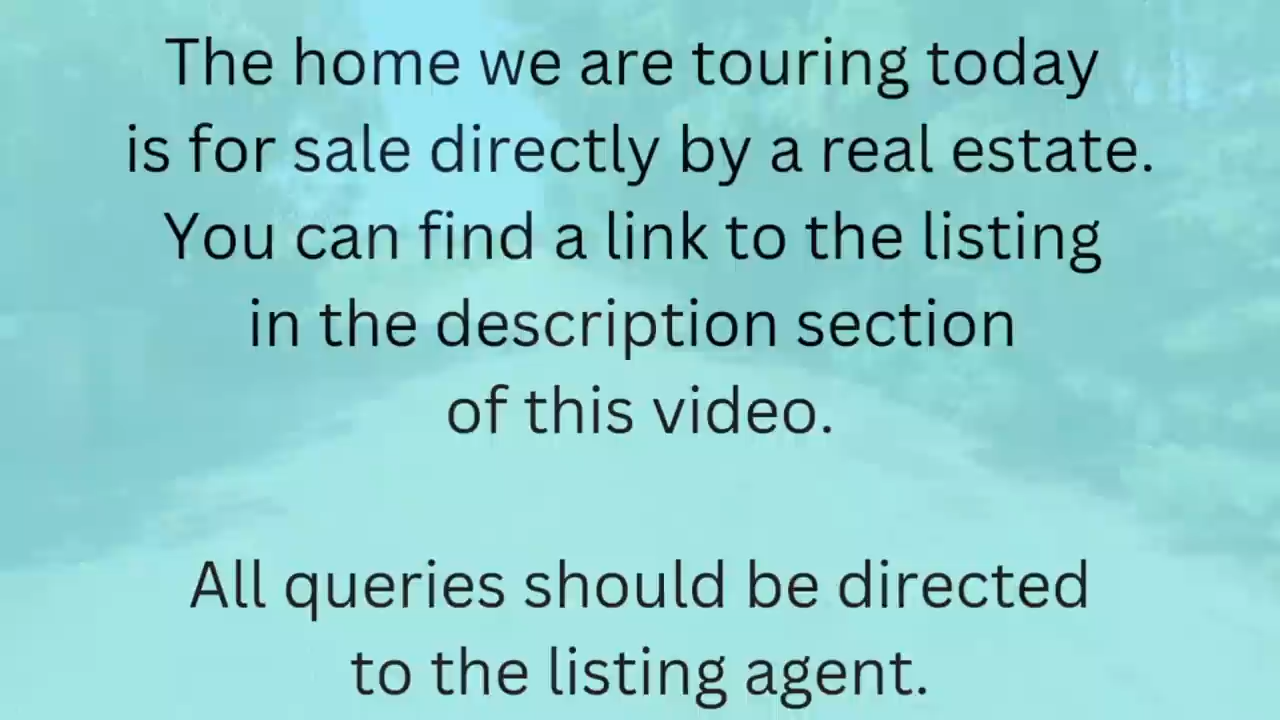 The home we are touring today
is for sale directly by a real estate.
You can find a link to the listing
in the description section
of this video.
All queries should be directed
to the listing agent.